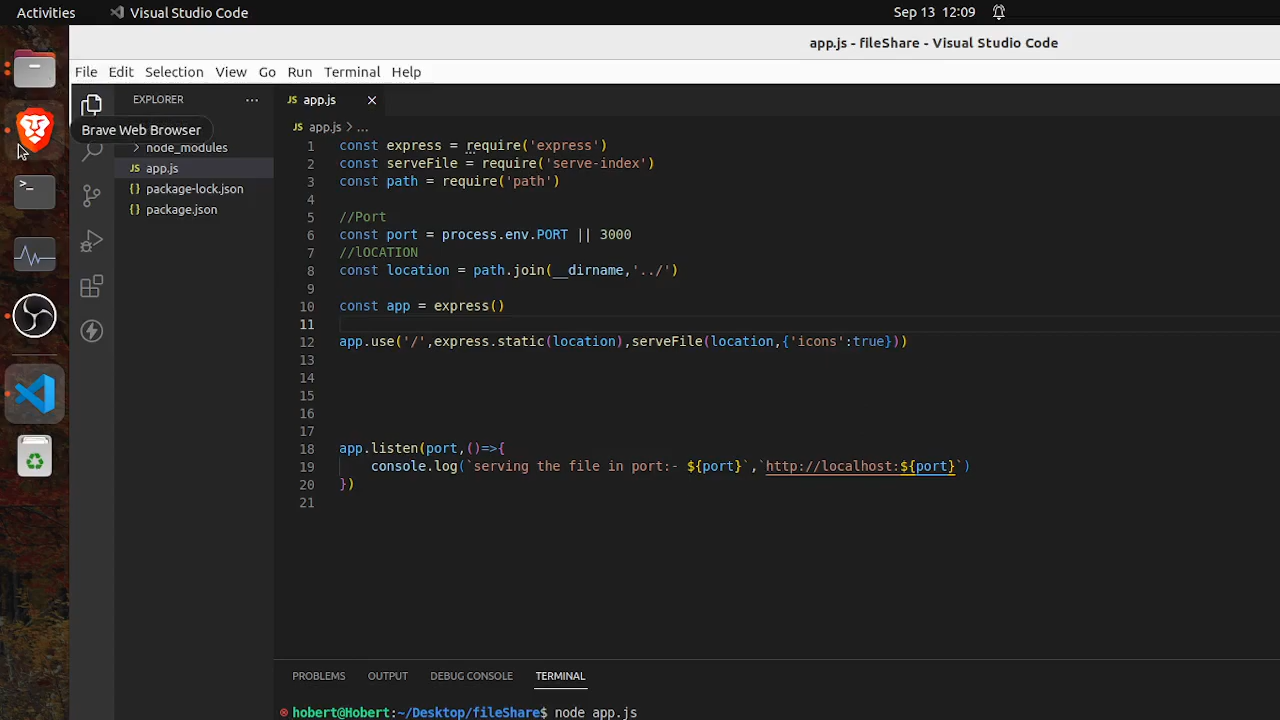 Activities
Visual Studio Code
Sep 13 12:09
app.js - fileShare - Visual Studio Code
File Edit Selection View Go Run Terminal Help
EXPLORER ...
JS app.js
Brave Web Browser
JS app.js > ...
node_modules
JS app.js
{} package-lock.json
{} package.json
1 const express = require('express')
2 const serveFile = require('serve-index')
3 const path = require('path')
4
5 //Port
6 const port = process.env.PORT || 3000
7 //lOCATION
8 const location = path.join(__dirname,'../')
9
10 const app = express()
11
12 app.use('/',express.static(location),serveFile(location,{'icons':true}))
13
14
15
16
17
18 app.listen(port,()=>{
19 console.log(`serving the file in port:- ${port}`,`http://localhost:${port}`)
20 })
21
PROBLEMS OUTPUT DEBUG CONSOLE TERMINAL
hobert@Hobert:~/Desktop/fileShare$ node app.js